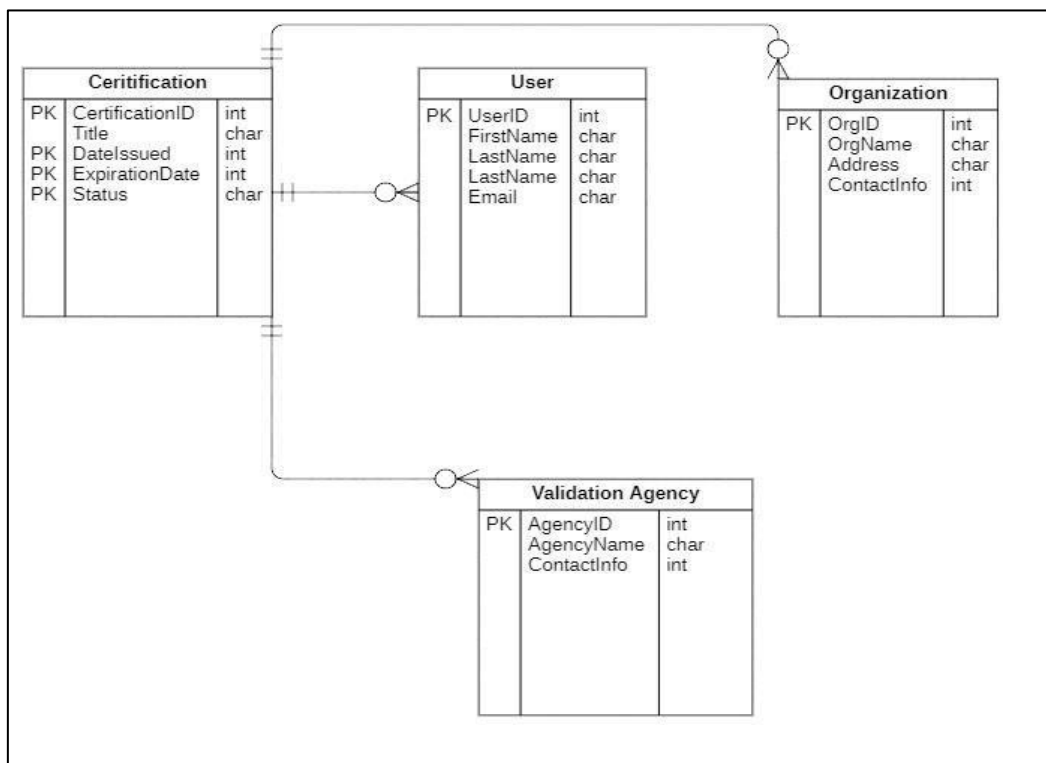 Ceritification
PK CertificationID int
Title char
PK DateIssued int
PK ExpirationDate int
PK Status char
User
PK UserID int
FirstName char
LastName char
LastName char
Email char
Organization
PK OrgID int
OrgName char
Address char
ContactInfo int
Validation Agency
PK AgencyID int
AgencyName char
ContactInfo int